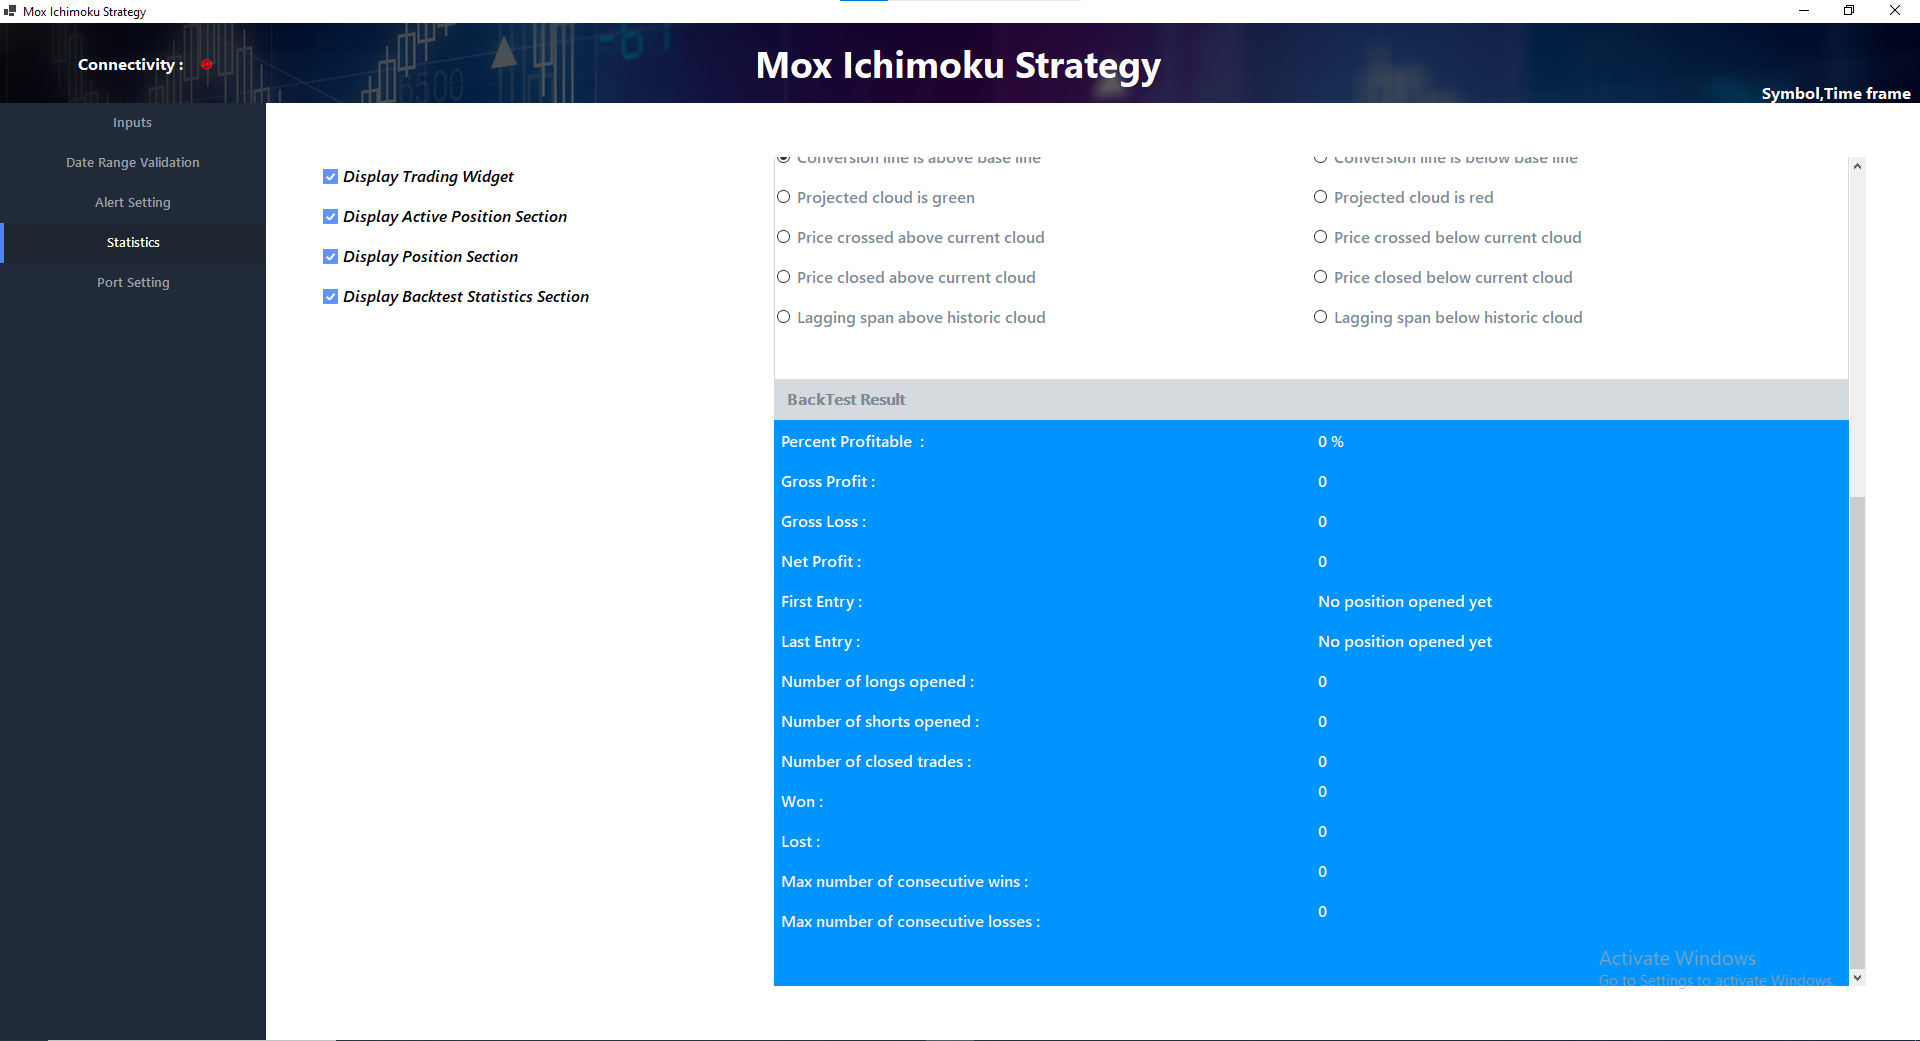 Mox Ichimoku Strategy
Connectivity :
Mox Ichimoku Strategy
Symbol,Time frame
Inputs
Date Range Validation
Alert Setting
Statistics
Port Setting
Display Trading Widget
Display Active Position Section
Display Position Section
Display Backtest Statistics Section
Conversion line is above base line
Conversion line is below base line
Projected cloud is green
Projected cloud is red
Price crossed above current cloud
Price crossed below current cloud
Price closed above current cloud
Price closed below current cloud
Lagging span above historic cloud
Lagging span below historic cloud
BackTest Result
Percent Profitable : 0 %
Gross Profit : 0
Gross Loss : 0
Net Profit : 0
First Entry : No position opened yet
Last Entry : No position opened yet
Number of longs opened : 0
Number of shorts opened : 0
Number of closed trades : 0
Won : 0
Lost : 0
Max number of consecutive wins : 0
Max number of consecutive losses : 0
Activate Windows
Go to Settings to activate Windows.
6500